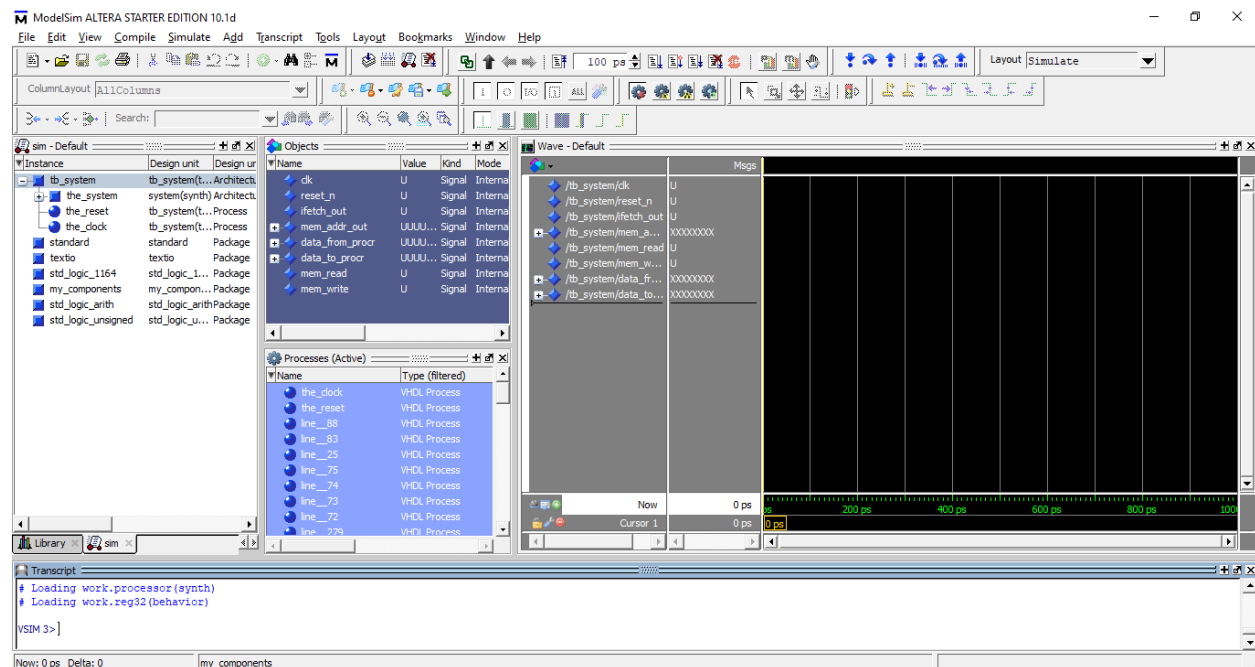 ModelSim ALTERA STARTER EDITION 10.1d
File Edit View Compile Simulate Add Transcript Tools Layout Bookmarks Window Help
100 ps
Layout Simulate
ColumnLayout AllColumns
ALL
Search:
sim - Default
Instance Design unit Design ur
tb_system tb_system(t... Architectu
the_system system(synth) Architectu
the_reset tb_system(t... Process
the_clock tb_system(t... Process
standard standard Package
textio textio Package
std_logic_1164 std_logic_1... Package
my_components my_compon... Package
std_logic_arith std_logic_arith Package
std_logic_unsigned std_logic_u... Package
Library sim
Objects
Name Value Kind Mode
clk U Signal Interna
reset_n U Signal Interna
ifetch_out U Signal Interna
mem_addr_out UUUU... Signal Interna
data_from_procr UUUU... Signal Interna
data_to_procr UUUU... Signal Interna
mem_read U Signal Interna
mem_write U Signal Interna
Processes (Active)
Name Type (filtered)
the_clock VHDL Process
the_reset VHDL Process
line__88 VHDL Process
line__83 VHDL Process
line__25 VHDL Process
line__75 VHDL Process
line__74 VHDL Process
line__73 VHDL Process
line__72 VHDL Process
line__279 VHDL Process
Wave - Default
Msgs
/tb_system/clk U
/tb_system/reset_n U
/tb_system/ifetch_out U
/tb_system/mem_a... XXXXXXXX
/tb_system/mem_read U
/tb_system/mem_w... U
/tb_system/data_fr... XXXXXXXX
/tb_system/data_to... XXXXXXXX
Now 0 ps ps 200 ps 400 ps 600 ps 800 ps 100
Cursor 1 0 ps 0 ps
Transcript
# Loading work.processor(synth)
# Loading work.reg32(behavior)
VSIM 3>
Now: 0 ps Delta: 0 my_components